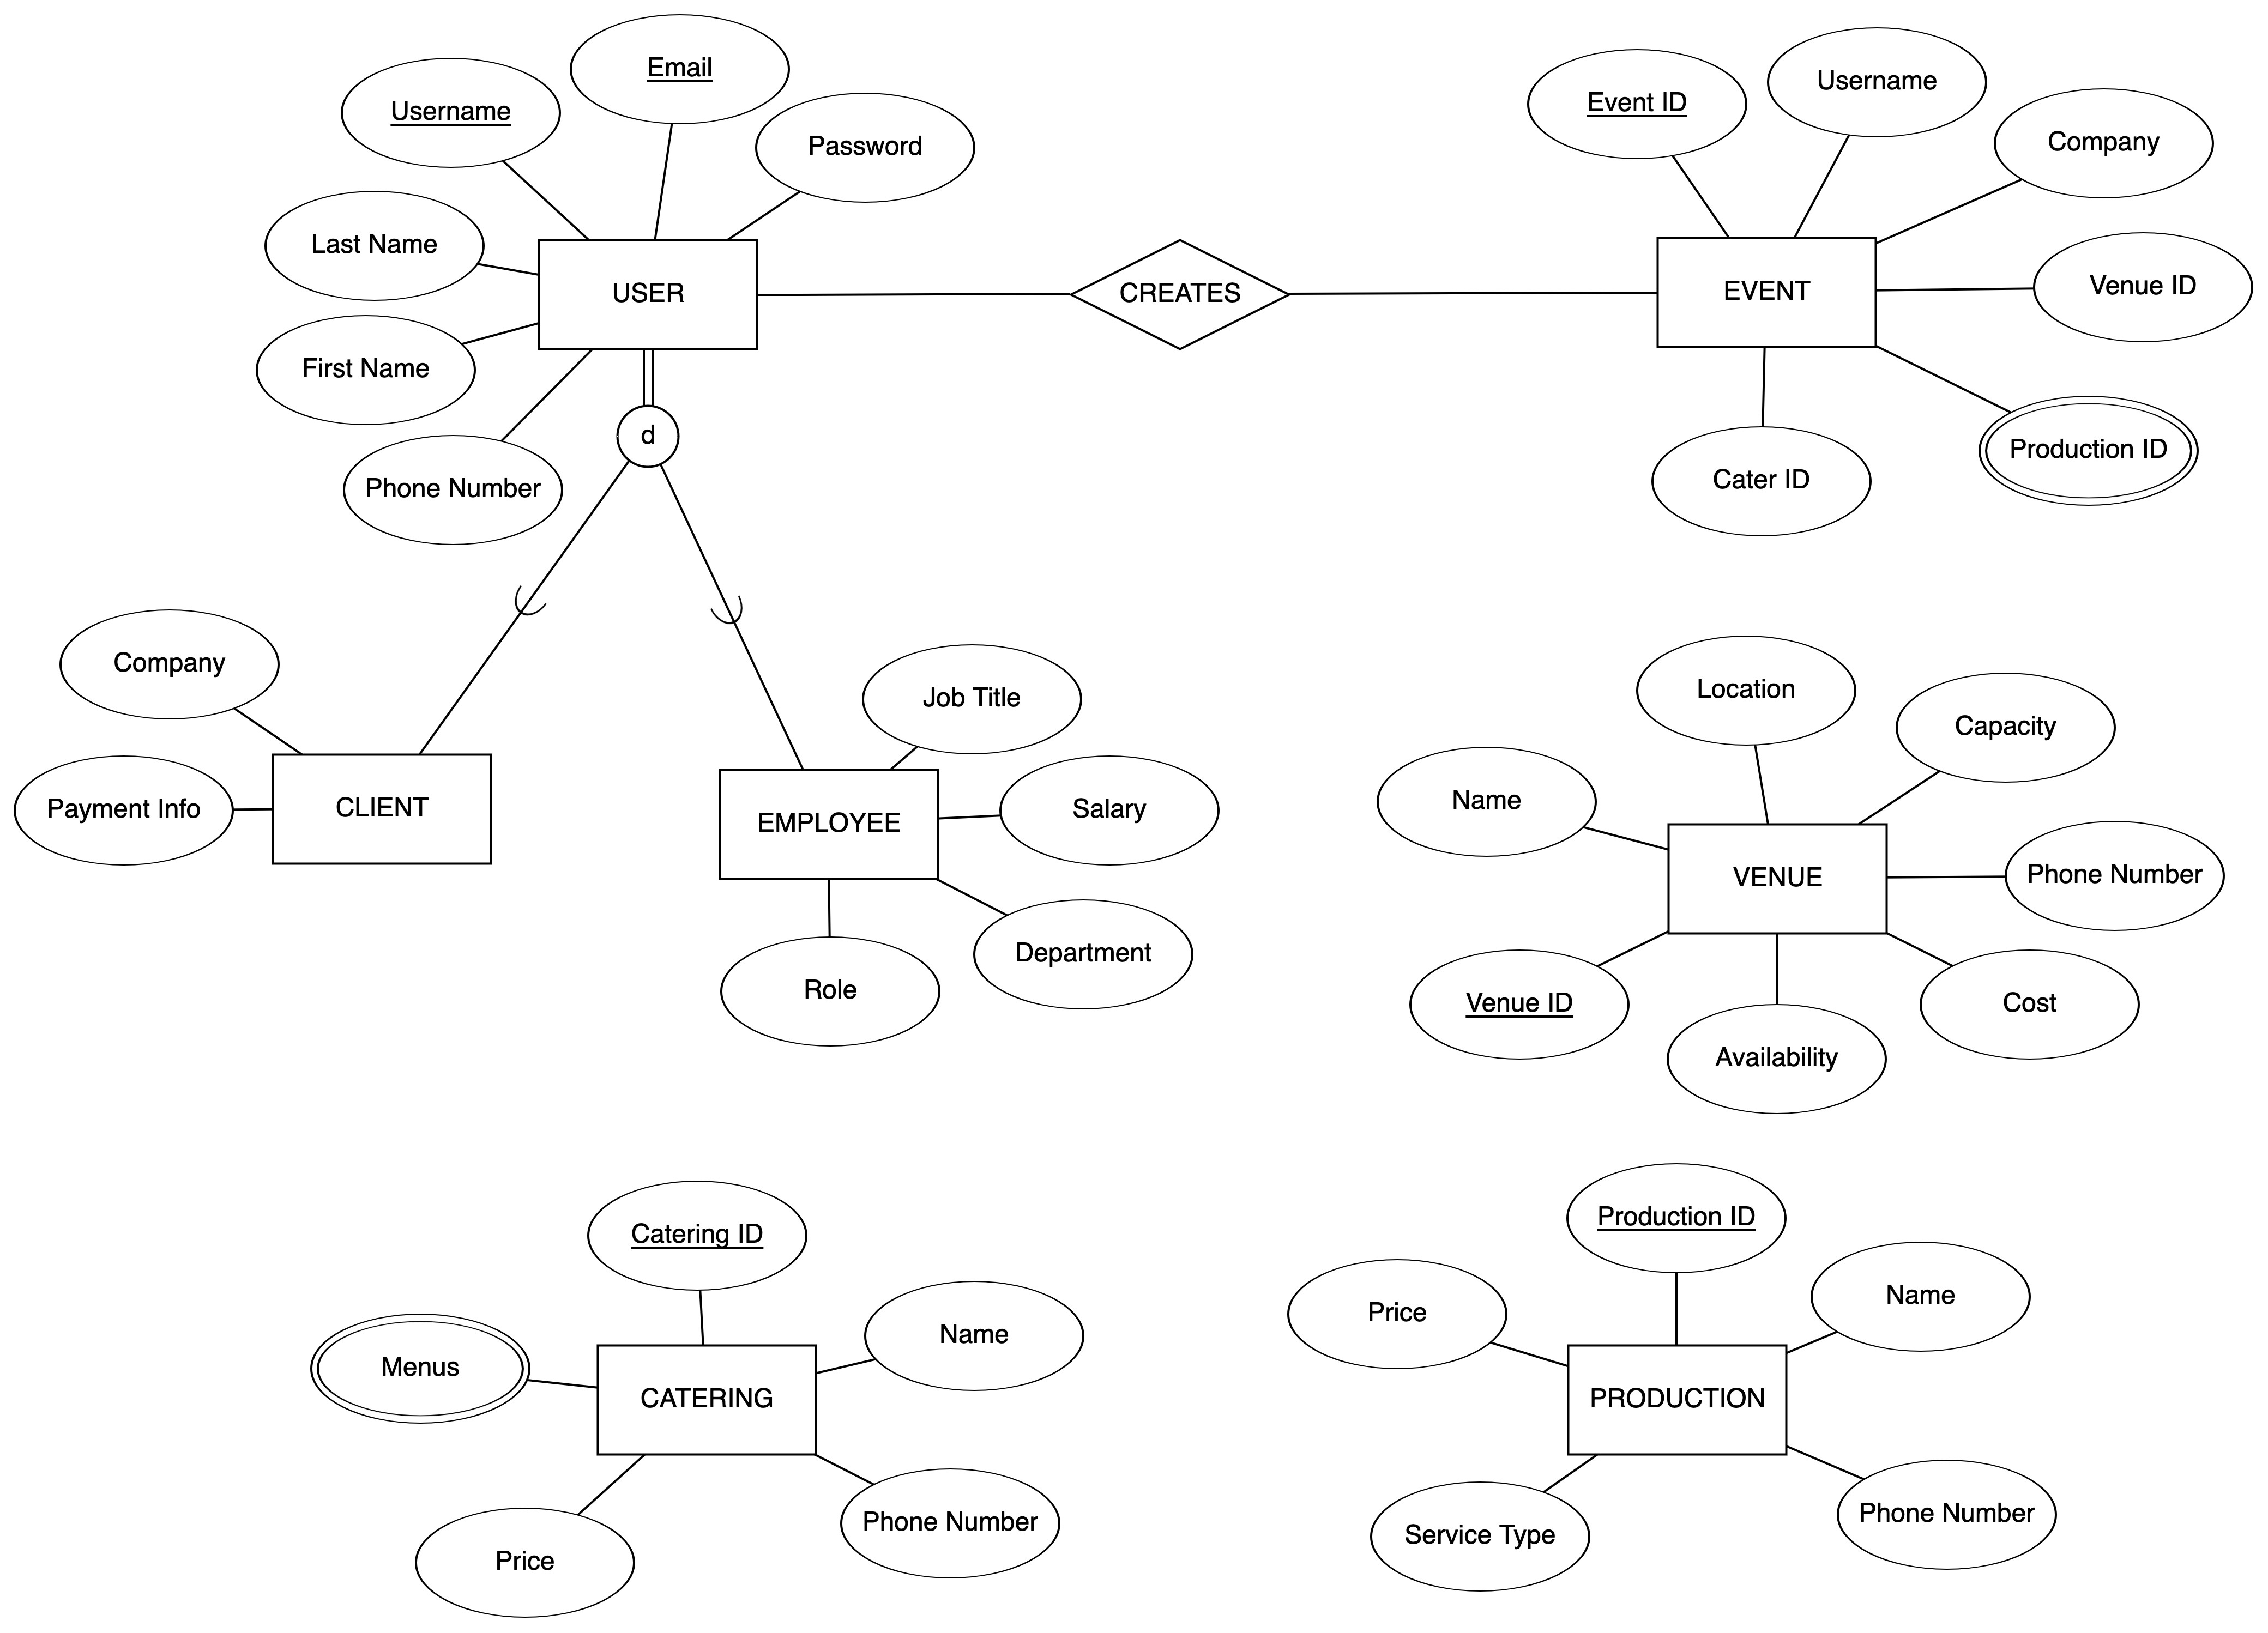 Email
Username
Password
Last Name
First Name
Phone Number
USER
CREATES
Event ID
Username
Company
Venue ID
EVENT
Production ID
Cater ID
d
Company
Payment Info
CLIENT
Job Title
Salary
EMPLOYEE
Department
Role
Location
Capacity
Name
Phone Number
VENUE
Venue ID
Cost
Availability
Catering ID
Name
Menus
CATERING
Phone Number
Price
Production ID
Price
Name
PRODUCTION
Phone Number
Service Type